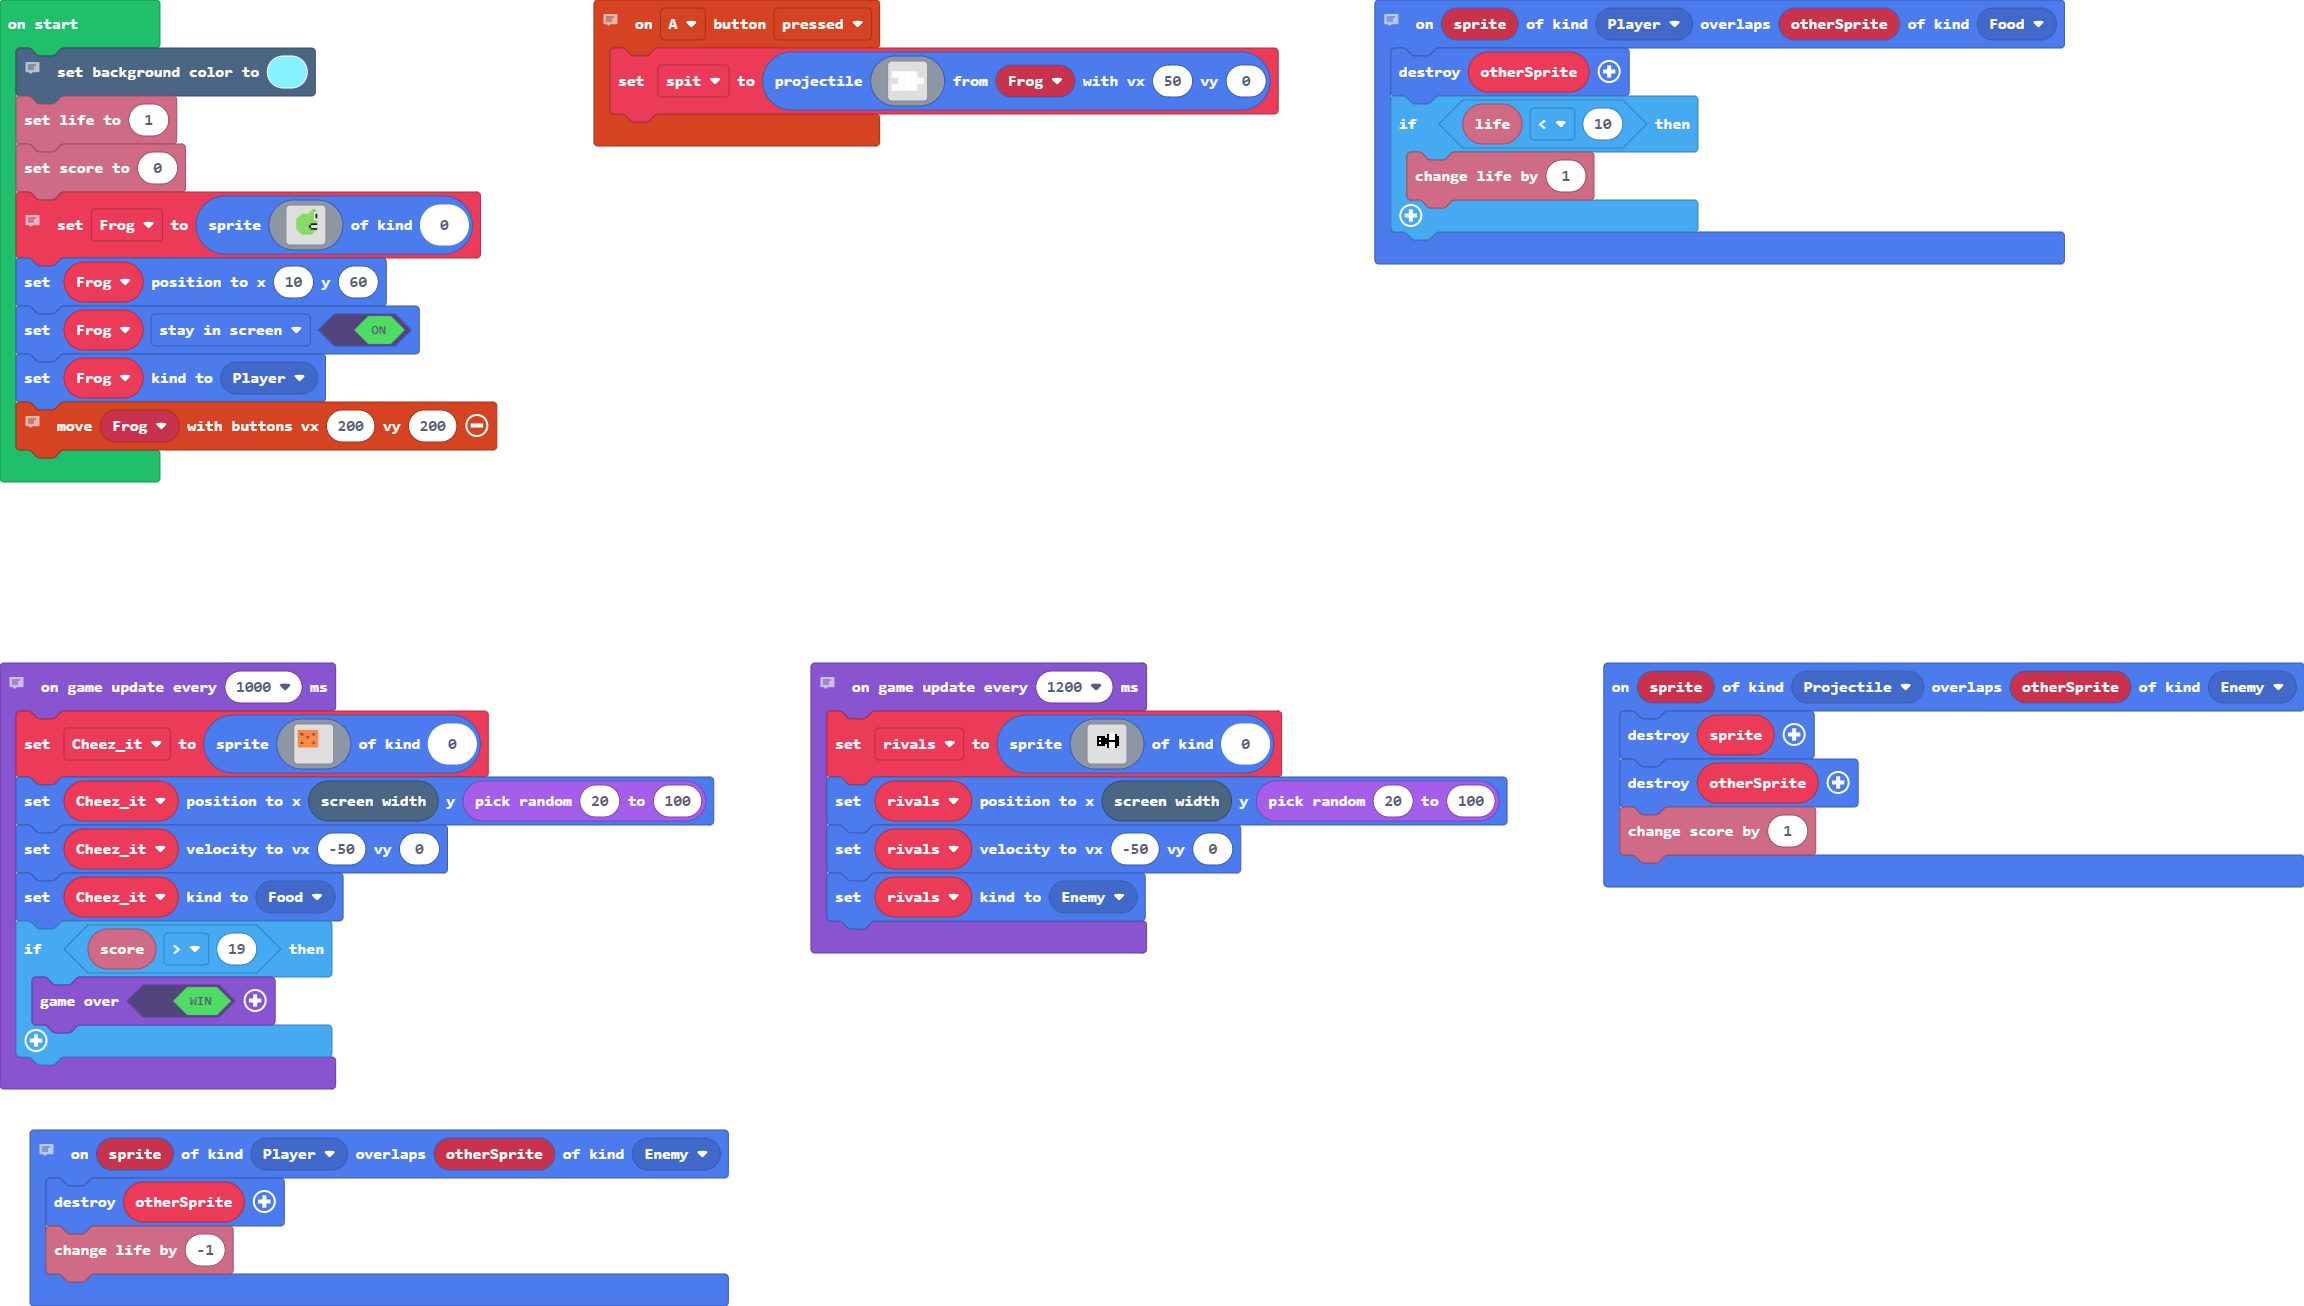 on start
set background color to
set life to 1
set score to 0
set Frog to sprite of kind 0
set Frog position to x 10 y 60
set Frog stay in screen ON
set Frog kind to Player
move Frog with buttons vx 200 vy 200
on A button pressed
set spit to projectile from Frog with vx 50 vy 0
on sprite of kind Player overlaps otherSprite of kind Food
destroy otherSprite
if life < 10 then
change life by 1
on game update every 1000 ms
set Cheez_it to sprite of kind 0
set Cheez_it position to x screen width y pick random 20 to 100
set Cheez_it velocity to vx -50 vy 0
set Cheez_it kind to Food
if score > 19 then
game over WIN
on game update every 1200 ms
set rivals to sprite of kind 0
set rivals position to x screen width y pick random 20 to 100
set rivals velocity to vx -50 vy 0
set rivals kind to Enemy
on sprite of kind Projectile overlaps otherSprite of kind Enemy
destroy sprite
destroy otherSprite
change score by 1
on sprite of kind Player overlaps otherSprite of kind Enemy
destroy otherSprite
change life by -1